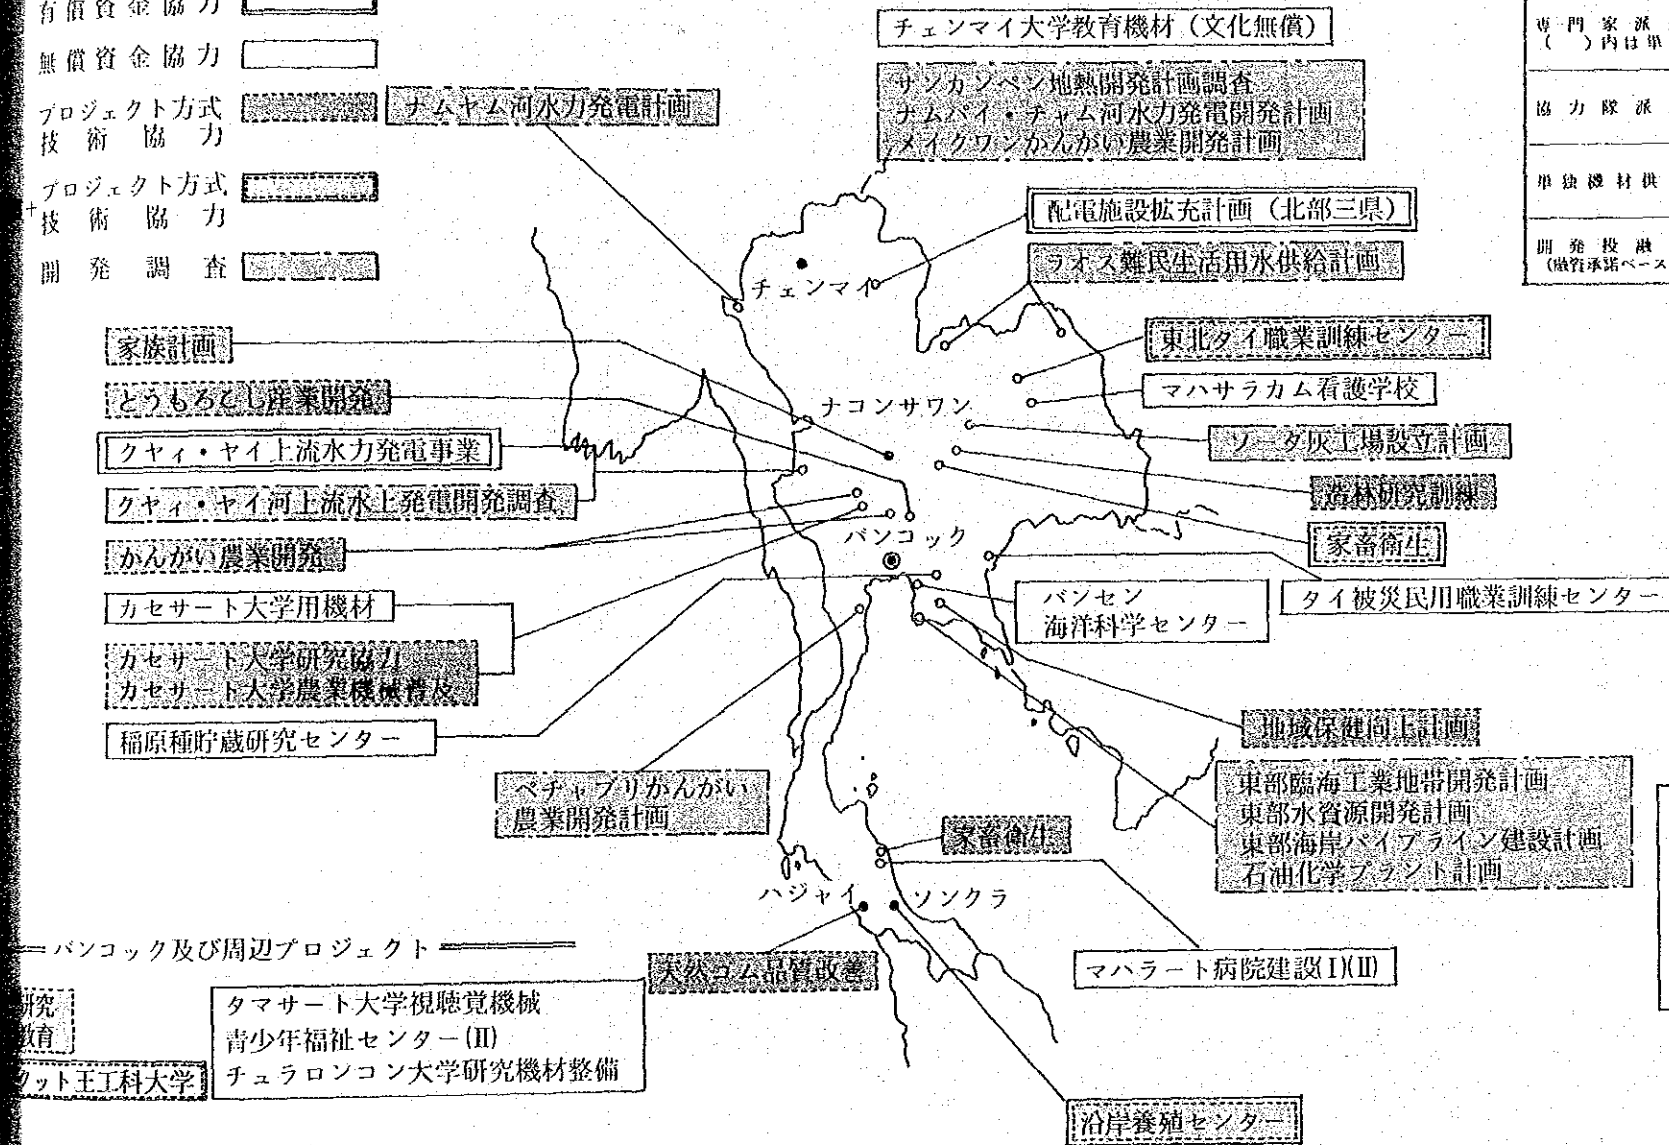 有償資金協力
無償資金協力
プロジェクト方式
技術協力
プロジェクト方式
+
技術協力
開発調査
チェンマイ大学教育機材(文化無償)
サンカンペン地熱開発計画調査
ナムパイ・チャム河水力発電開発計画
メイクワンかんがい農業開発計画
ナムヤム河水力発電計画
専門家派
( )内は単
協力隊派
単独機材供
開発投融
(融資承諾ベース
配電施設拡充計画(北部三県)
ラオス難民生活用水供給計画
チェンマイ
家族計画
東北タイ職業訓練センター
とうもろこし産業開発
マハサラカム看護学校
ナコンサワン
クヤィ・ヤイ上流水力発電事業
ソーダ灰工場設立計画
クヤィ・ヤイ河上流水上発電開発調査
造林研究訓練
かんがい農業開発
バンコック
家畜衛生
カセサート大学用機材
バンセン
海洋科学センター
タイ被災民用職業訓練センター
カセサート大学研究協力
カセサート大学農業機械普及
稲原種貯蔵研究センター
地域保健向上計画
ペチャブリかんがい
農業開発計画
東部臨海工業地帯開発計画
東部水資源開発計画
東部海岸パイプライン建設計画
石油化学プラント計画
家畜衛生
ハジャイ
ソンクラ
バンコック及び周辺プロジェクト
天然ゴム品質改善
マハラート病院建設(I)(II)
研究
教育
タマサート大学視聴覚機械
青少年福祉センター(II)
チュラロンコン大学研究機材整備
クット王工科大学
沿岸養殖センター